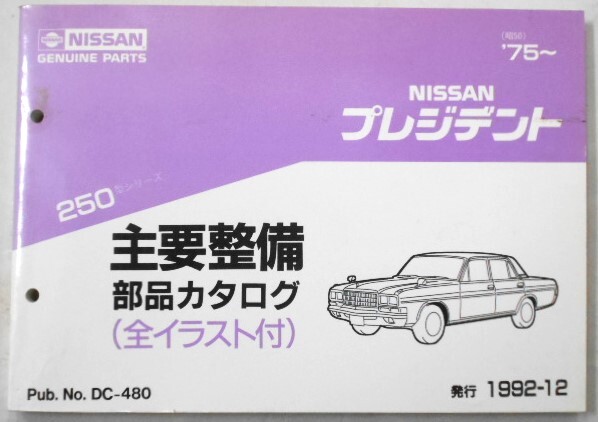 NISSAN
GENUINE PARTS
(昭50)
'75~
NISSAN
プレジデント
250型シリーズ
主要整備
部品カタログ
(全イラスト付)
Pub. No. DC-480
発行 1992-12